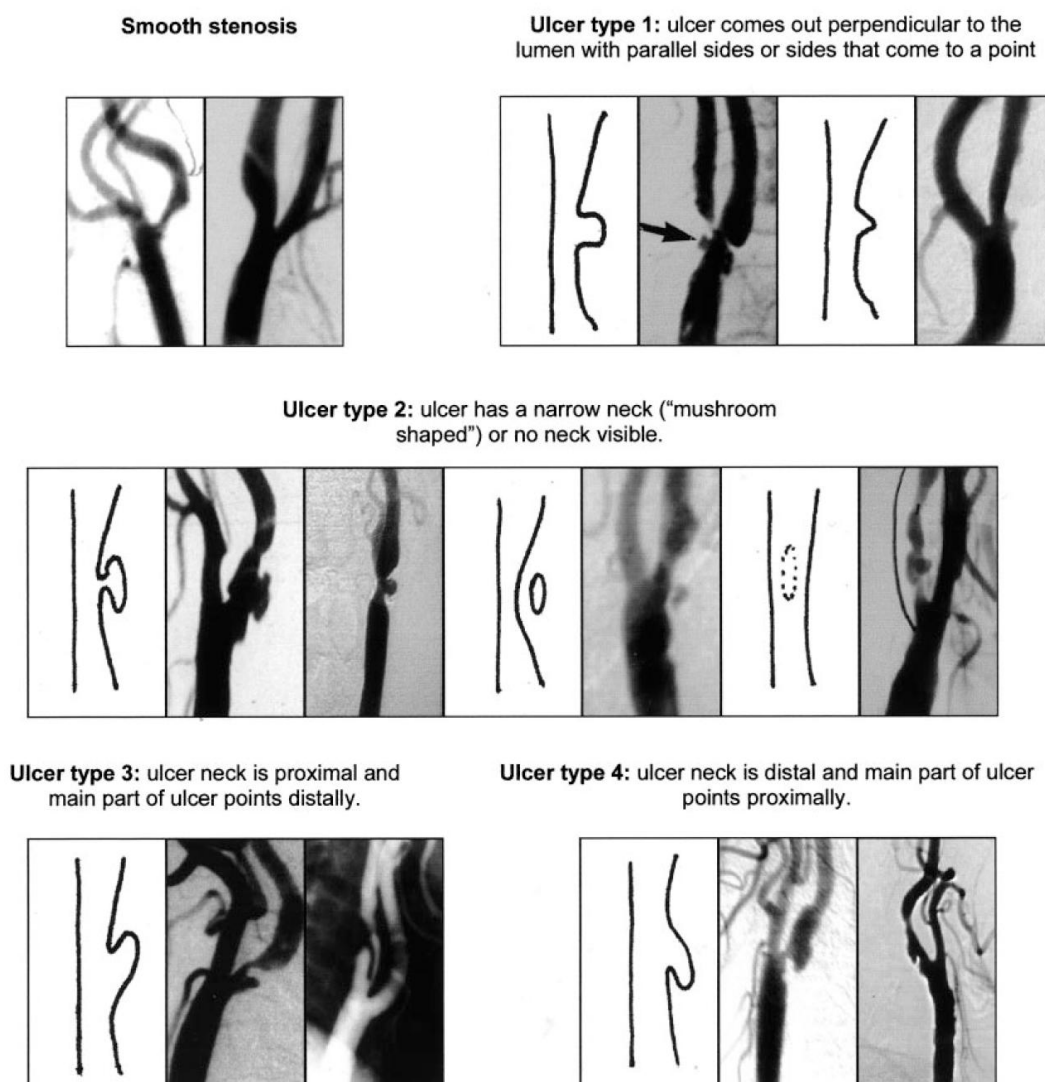 Smooth stenosis
Ulcer type 1: ulcer comes out perpendicular to the
lumen with parallel sides or sides that come to a point
Ulcer type 2: ulcer has a narrow neck (“mushroom
shaped”) or no neck visible.
Ulcer type 3: ulcer neck is proximal and
main part of ulcer points distally.
Ulcer type 4: ulcer neck is distal and main part of ulcer
points proximally.